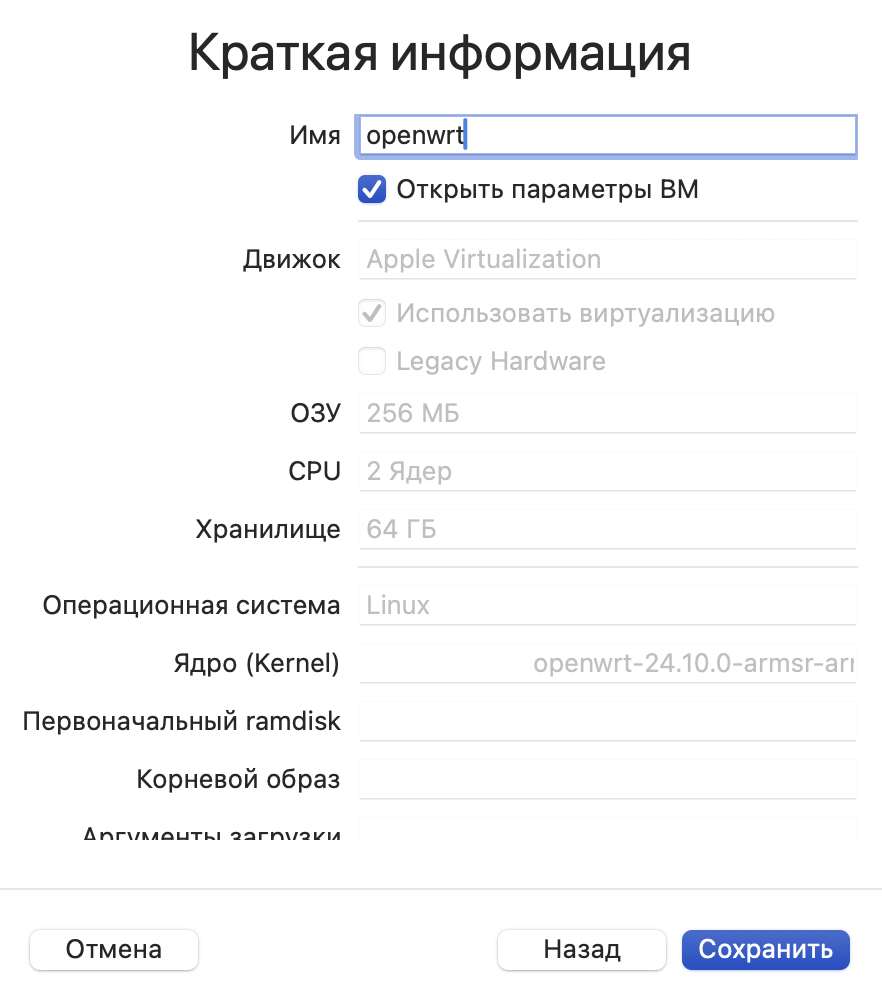 Краткая информация
Имя openwrt
Открыть параметры ВМ
Движок Apple Virtualization
Использовать виртуализацию
Legacy Hardware
ОЗУ 256 МБ
CPU 2 Ядер
Хранилище 64 ГБ
Операционная система Linux
Ядро (Kernel) openwrt-24.10.0-armsr-arr
Первоначальный ramdisk
Корневой образ
Аргументы загрузки
Отмена Назад Сохранить